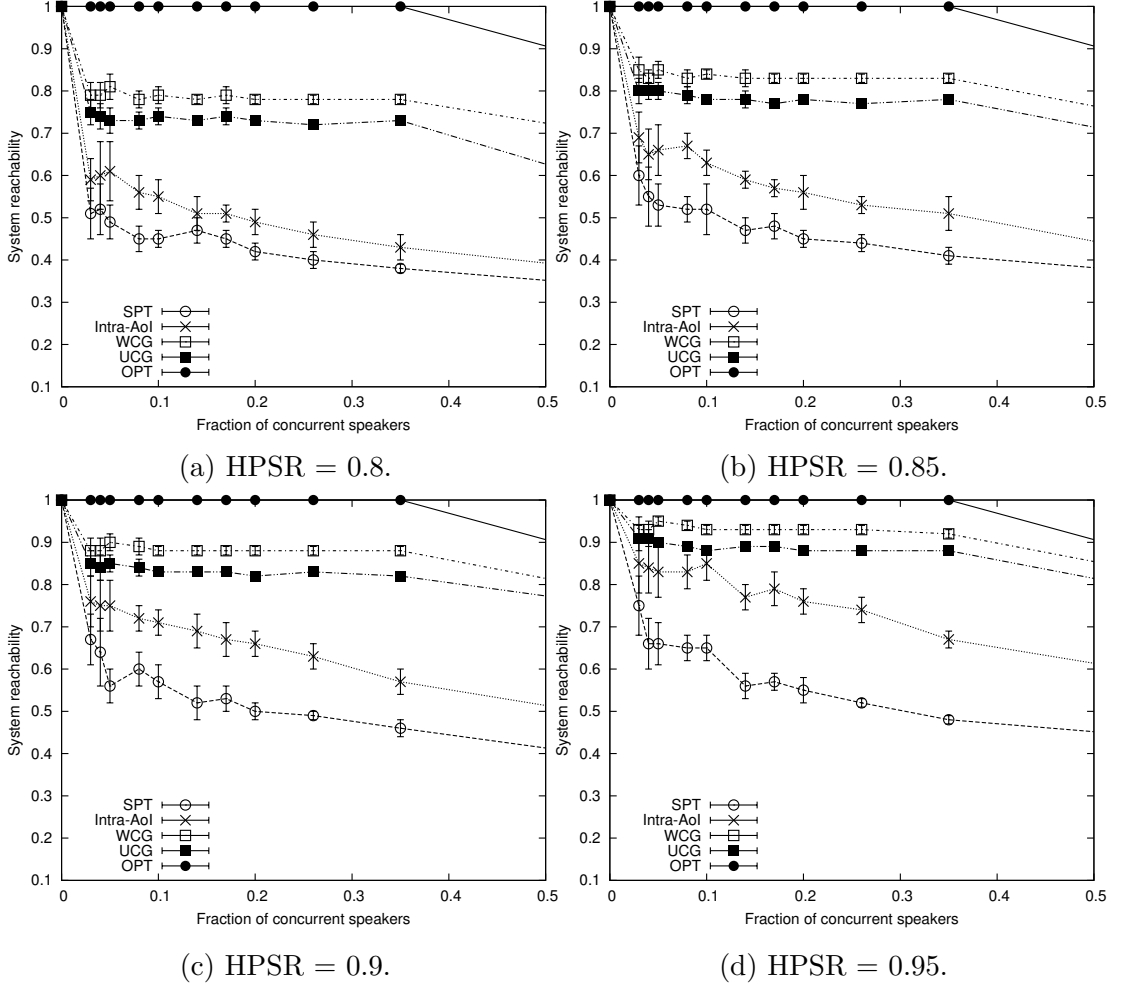 1
0.9
0.8
0.7
0.6
0.5
0.4
0.3
0.2
0.1
System reachability
SPT
Intra-AoI
WCG
UCG
OPT
0 0.1 0.2 0.3 0.4 0.5
Fraction of concurrent speakers
(a) HPSR = 0.8.
1
0.9
0.8
0.7
0.6
0.5
0.4
0.3
0.2
0.1
System reachability
SPT
Intra-AoI
WCG
UCG
OPT
0 0.1 0.2 0.3 0.4 0.5
Fraction of concurrent speakers
(b) HPSR = 0.85.
1
0.9
0.8
0.7
0.6
0.5
0.4
0.3
0.2
0.1
System reachability
SPT
Intra-AoI
WCG
UCG
OPT
0 0.1 0.2 0.3 0.4 0.5
Fraction of concurrent speakers
(c) HPSR = 0.9.
1
0.9
0.8
0.7
0.6
0.5
0.4
0.3
0.2
0.1
System reachability
SPT
Intra-AoI
WCG
UCG
OPT
0 0.1 0.2 0.3 0.4 0.5
Fraction of concurrent speakers
(d) HPSR = 0.95.